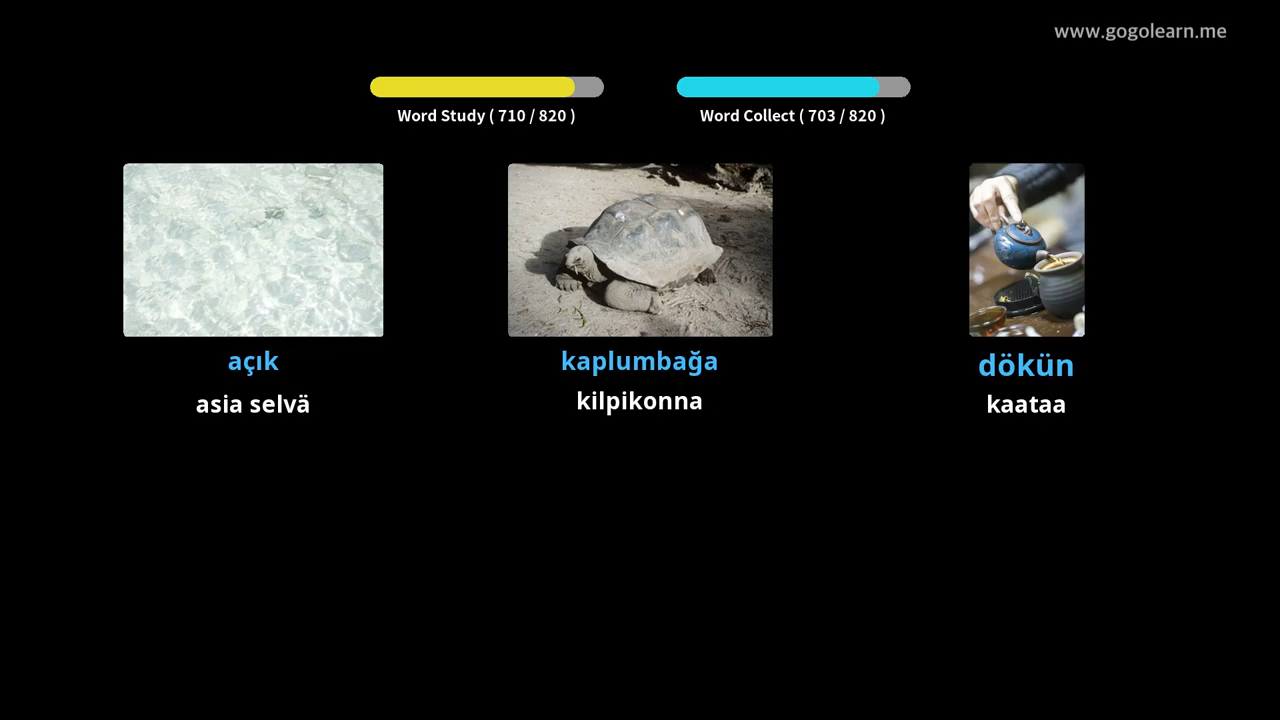 www.gogolearn.me
Word Study ( 710 / 820 )
Word Collect ( 703 / 820 )
açık
kaplumbağa
dökün
asia selvä
kilpikonna
kaataa